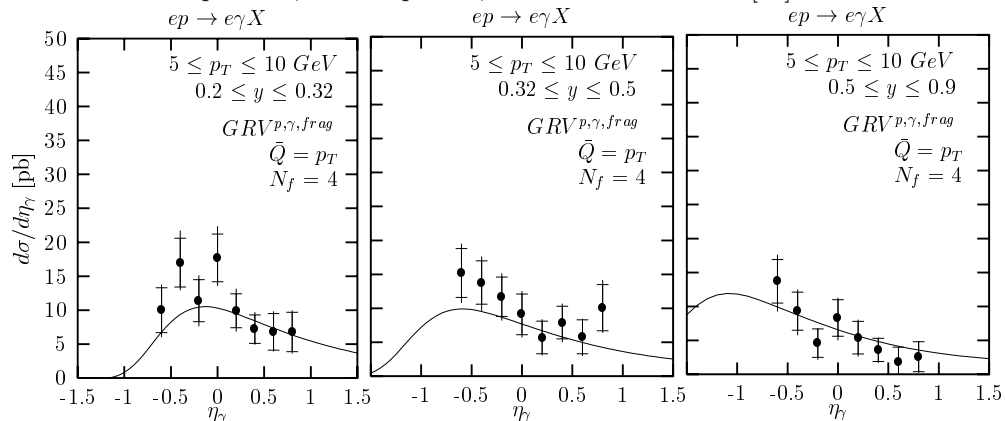 ep → eγX
ep → eγX
ep → eγX
dσ/dη_γ [pb]
50
45
40
35
30
25
20
15
10
5
0
5 ≤ p_T ≤ 10 GeV
0.2 ≤ y ≤ 0.32
GRV^{p,γ,frag}
Q̄ = p_T
N_f = 4
-1
-0.5
0
0.5
1
1.5
η_γ
5 ≤ p_T ≤ 10 GeV
0.32 ≤ y ≤ 0.5
GRV^{p,γ,frag}
Q̄ = p_T
N_f = 4
-1.5
-1
-0.5
0
0.5
1
1.5
η_γ
5 ≤ p_T ≤ 10 GeV
0.5 ≤ y ≤ 0.9
GRV^{p,γ,frag}
Q̄ = p_T
N_f = 4
-1.5
-1
-0.5
0
0.5
1
1.5
η_γ